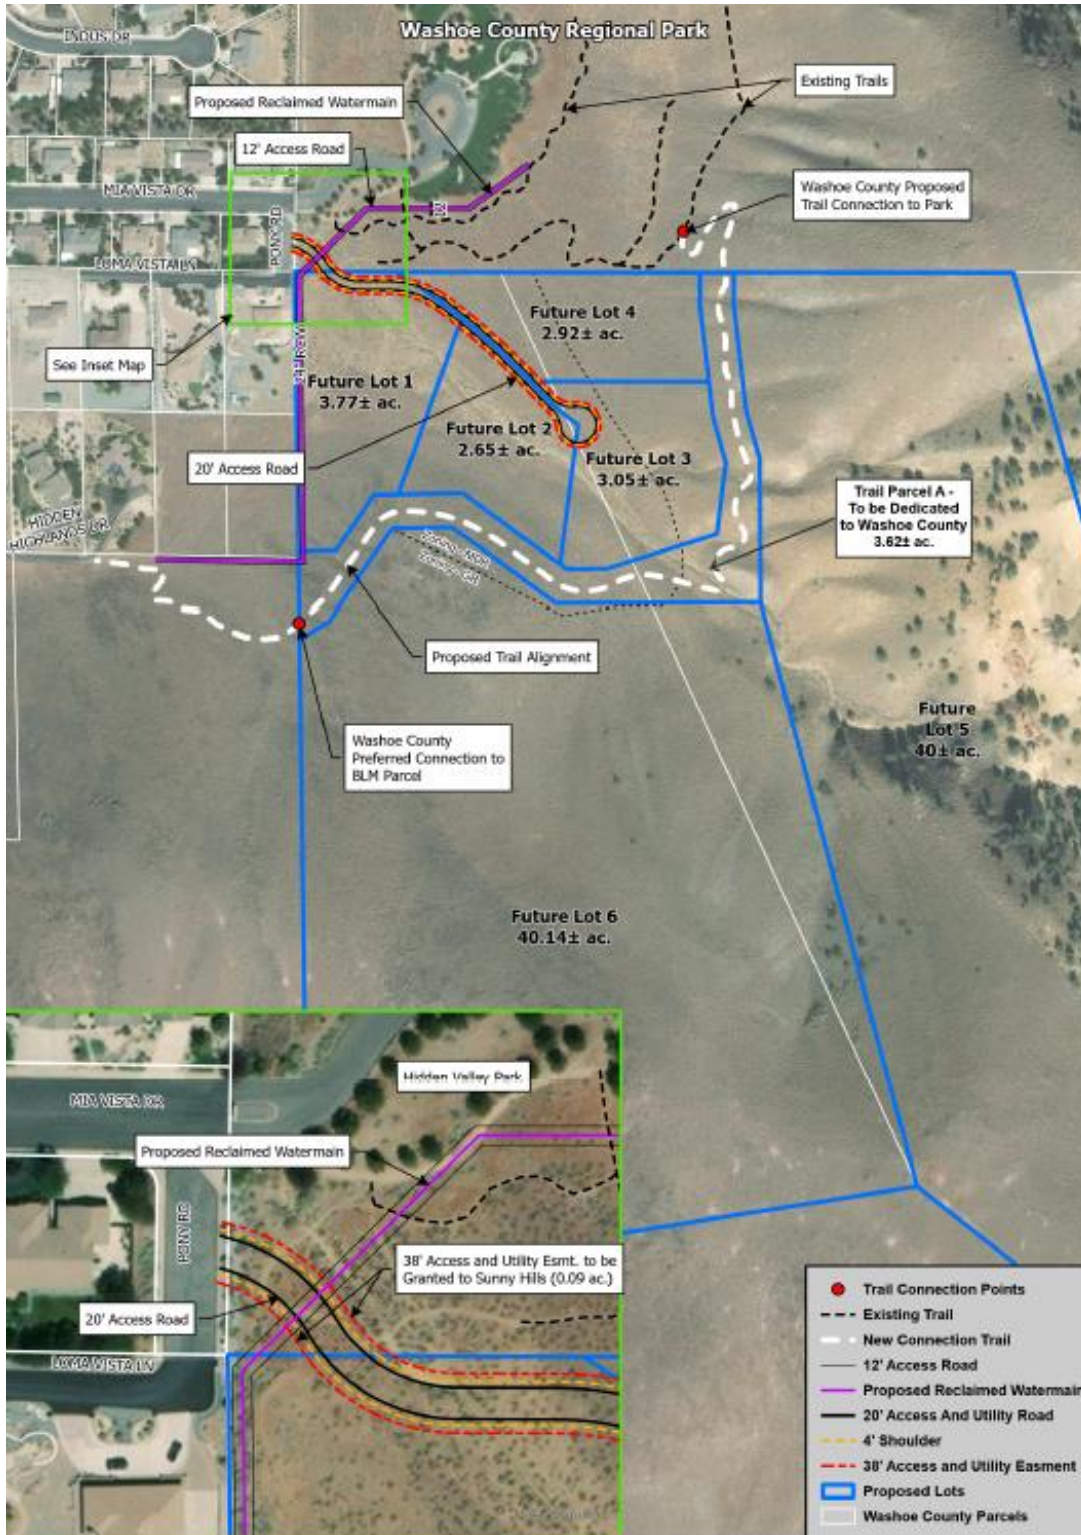 Washoe County Regional Park
INDUS DR
Existing Trails
Proposed Reclaimed Watermain
12' Access Road
MIA VISTA DR
Washoe County Proposed
Trail Connection to Park
PONY RD
LOMA VISTA LN
Future Lot 4
2.92± ac.
See Inset Map
Future Lot 1
3.77± ac.
Future Lot 2
2.65± ac.
Future Lot 3
3.05± ac.
20' Access Road
Trail Parcel A -
To be Dedicated
to Washoe County
3.62± ac.
HIDDEN
HIGHLANDS DR
Proposed Trail Alignment
Future
Lot 5
40± ac.
Washoe County
Preferred Connection to
BLM Parcel
Future Lot 6
40.14± ac.
Hidden Valley Park
MIA VISTA DR
Proposed Reclaimed Watermain
PONY RD
38' Access and Utility Esmt. to be
Granted to Sunny Hills (0.09 ac.)
20' Access Road
LOMA VISTA LN
Trail Connection Points
Existing Trail
New Connection Trail
12' Access Road
Proposed Reclaimed Watermain
20' Access And Utility Road
4' Shoulder
38' Access and Utility Easment
Proposed Lots
Washoe County Parcels